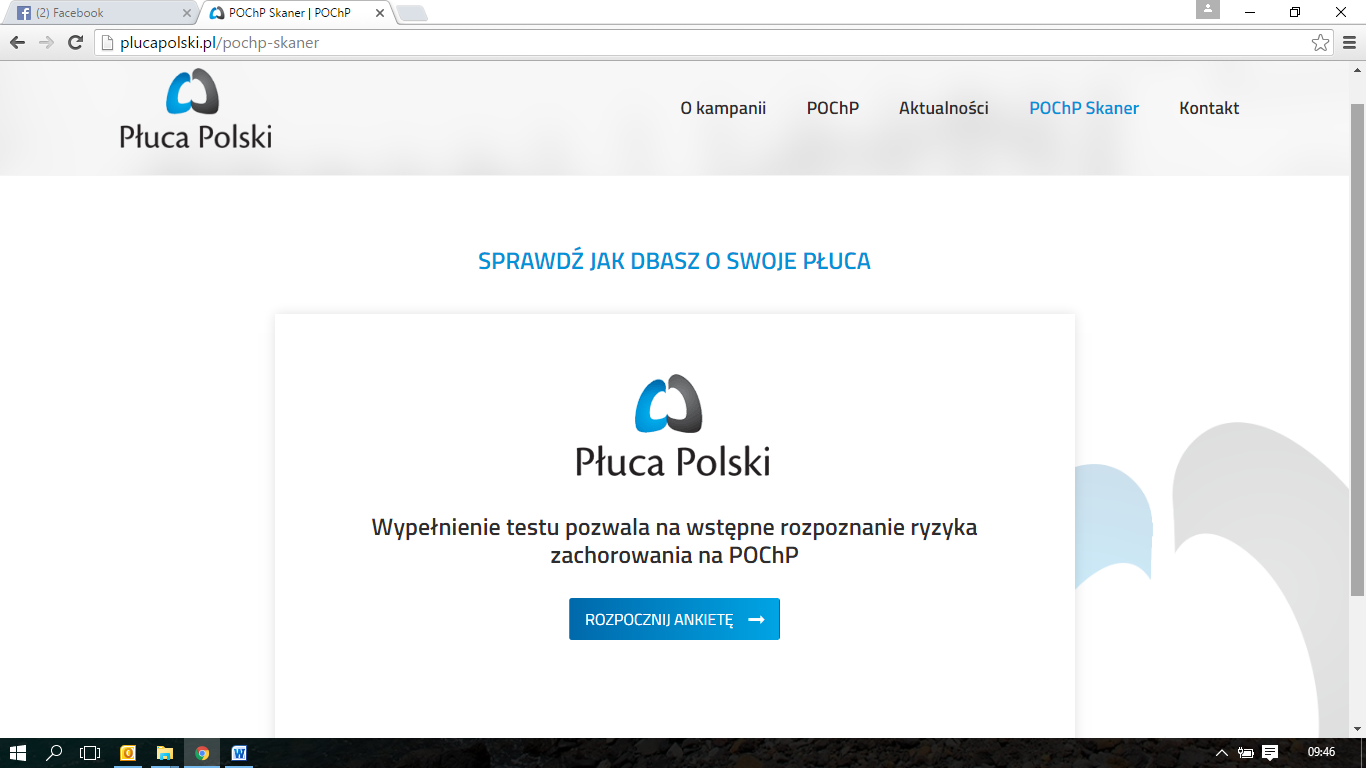 (2) Facebook
POChP Skaner | POChP
plucapolski.pl/pochp-skaner
Płuca Polski
O kampanii POChP Aktualności POChP Skaner Kontakt
SPRAWDŹ JAK DBASZ O SWOJE PŁUCA
Płuca Polski
Wypełnienie testu pozwala na wstępne rozpoznanie ryzyka
zachorowania na POChP
ROZPOCZNIJ ANKIETĘ
09:46